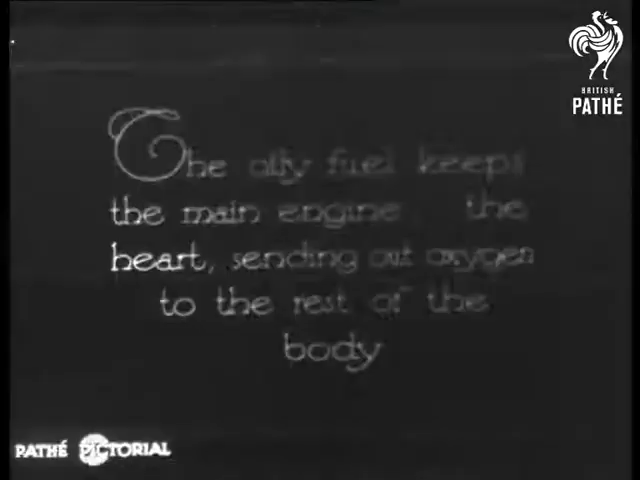 BRITISH
PATHÉ
The oily fuel keeps
the main engine the
heart, sending out oxygen
to the rest of the
body
PATHÉ PICTORIAL